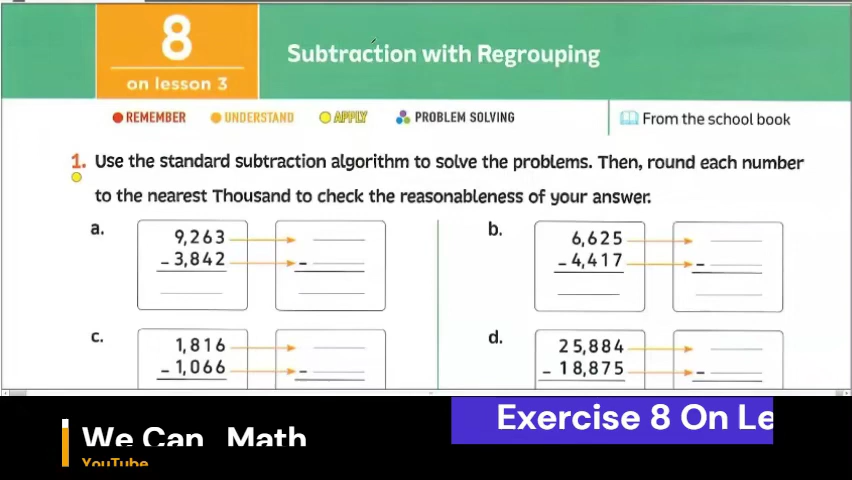 8
on lesson 3
Subtraction with Regrouping
REMEMBER UNDERSTAND APPLY PROBLEM SOLVING From the school book
1. Use the standard subtraction algorithm to solve the problems. Then, round each number
to the nearest Thousand to check the reasonableness of your answer.
a. 9,263
- 3,842 -
b. 6,625
- 4,417 -
c. 1,816
- 1,066 -
d. 25,884
- 18,875 -
Exercise 8 On Le
We Can Math
YouTube